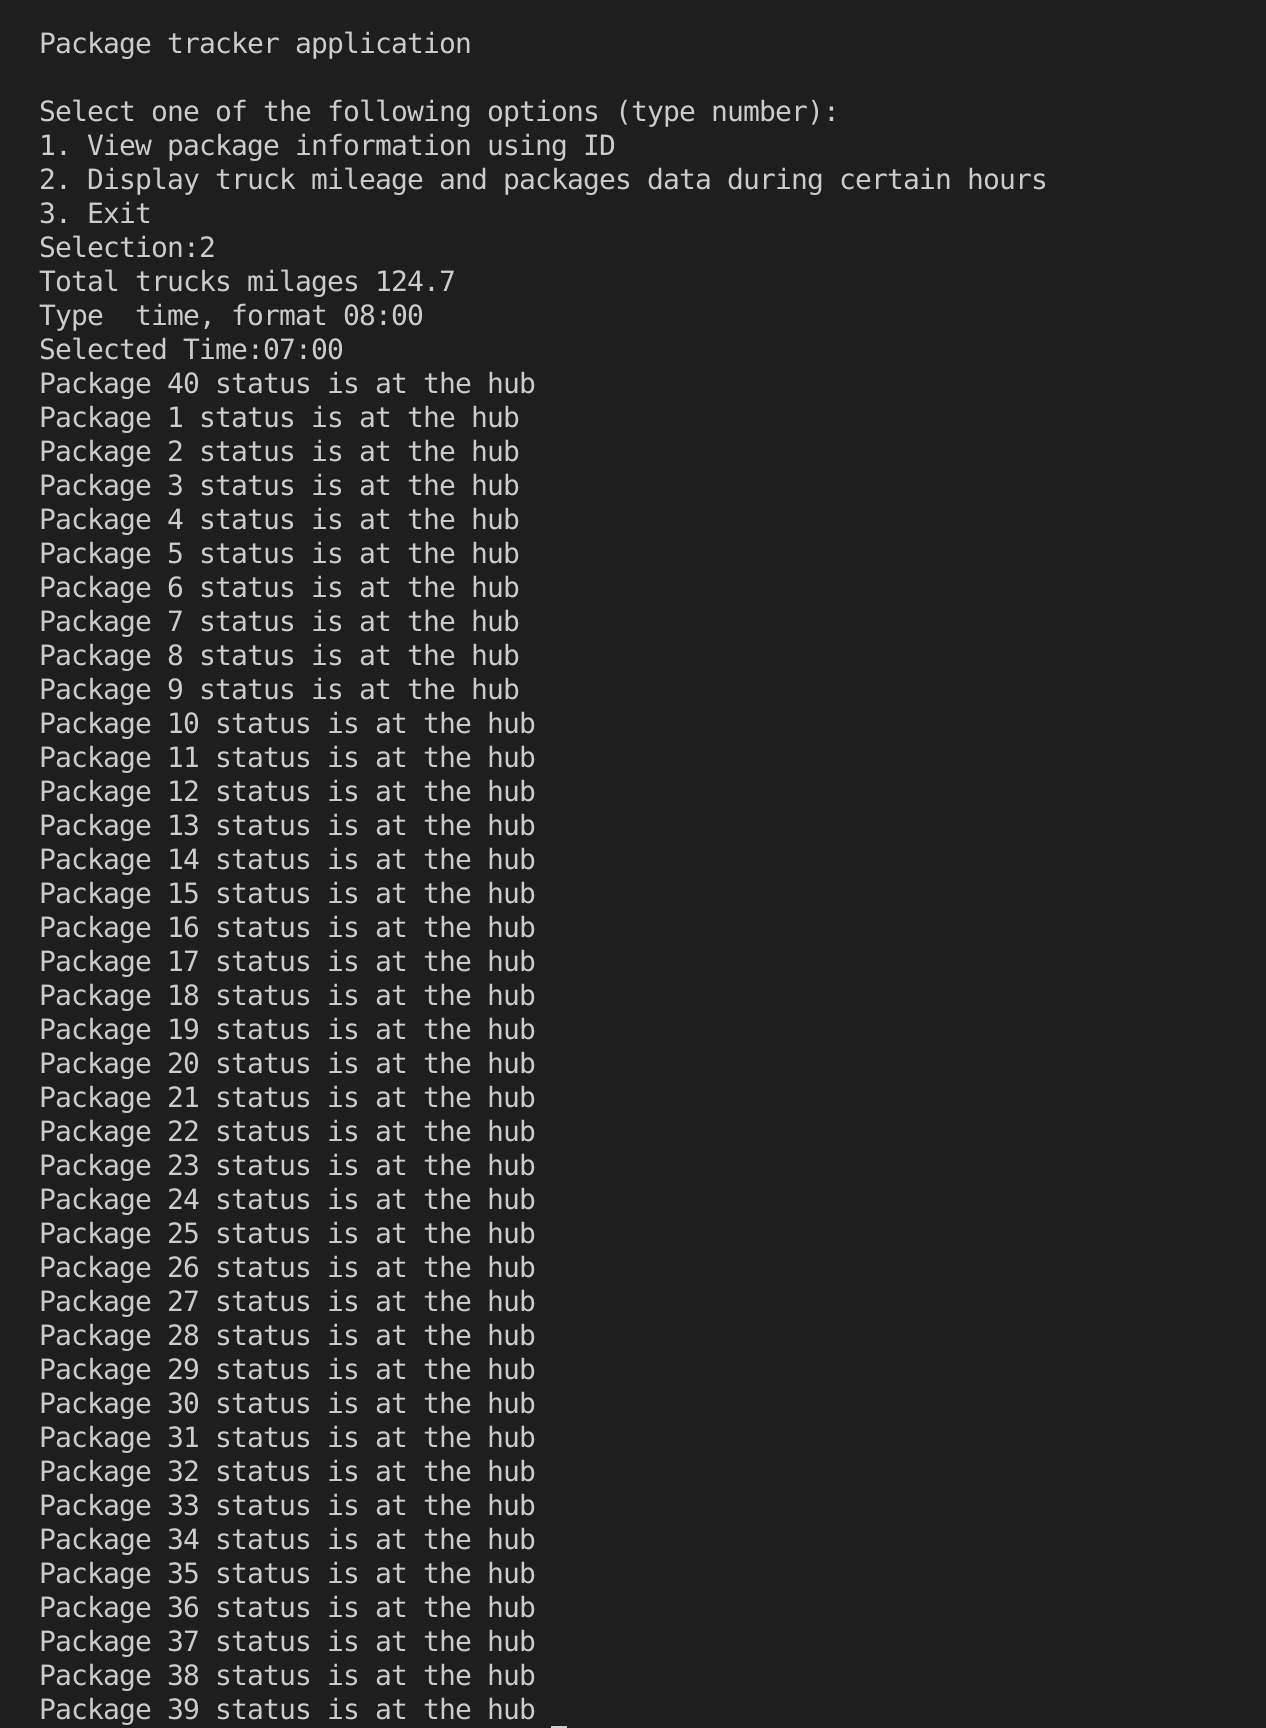 Package tracker application
Select one of the following options (type number):
1. View package information using ID
2. Display truck mileage and packages data during certain hours
3. Exit
Selection:2
Total trucks milages 124.7
Type  time, format 08:00
Selected Time:07:00
Package 40 status is at the hub
Package 1 status is at the hub
Package 2 status is at the hub
Package 3 status is at the hub
Package 4 status is at the hub
Package 5 status is at the hub
Package 6 status is at the hub
Package 7 status is at the hub
Package 8 status is at the hub
Package 9 status is at the hub
Package 10 status is at the hub
Package 11 status is at the hub
Package 12 status is at the hub
Package 13 status is at the hub
Package 14 status is at the hub
Package 15 status is at the hub
Package 16 status is at the hub
Package 17 status is at the hub
Package 18 status is at the hub
Package 19 status is at the hub
Package 20 status is at the hub
Package 21 status is at the hub
Package 22 status is at the hub
Package 23 status is at the hub
Package 24 status is at the hub
Package 25 status is at the hub
Package 26 status is at the hub
Package 27 status is at the hub
Package 28 status is at the hub
Package 29 status is at the hub
Package 30 status is at the hub
Package 31 status is at the hub
Package 32 status is at the hub
Package 33 status is at the hub
Package 34 status is at the hub
Package 35 status is at the hub
Package 36 status is at the hub
Package 37 status is at the hub
Package 38 status is at the hub
Package 39 status is at the hub